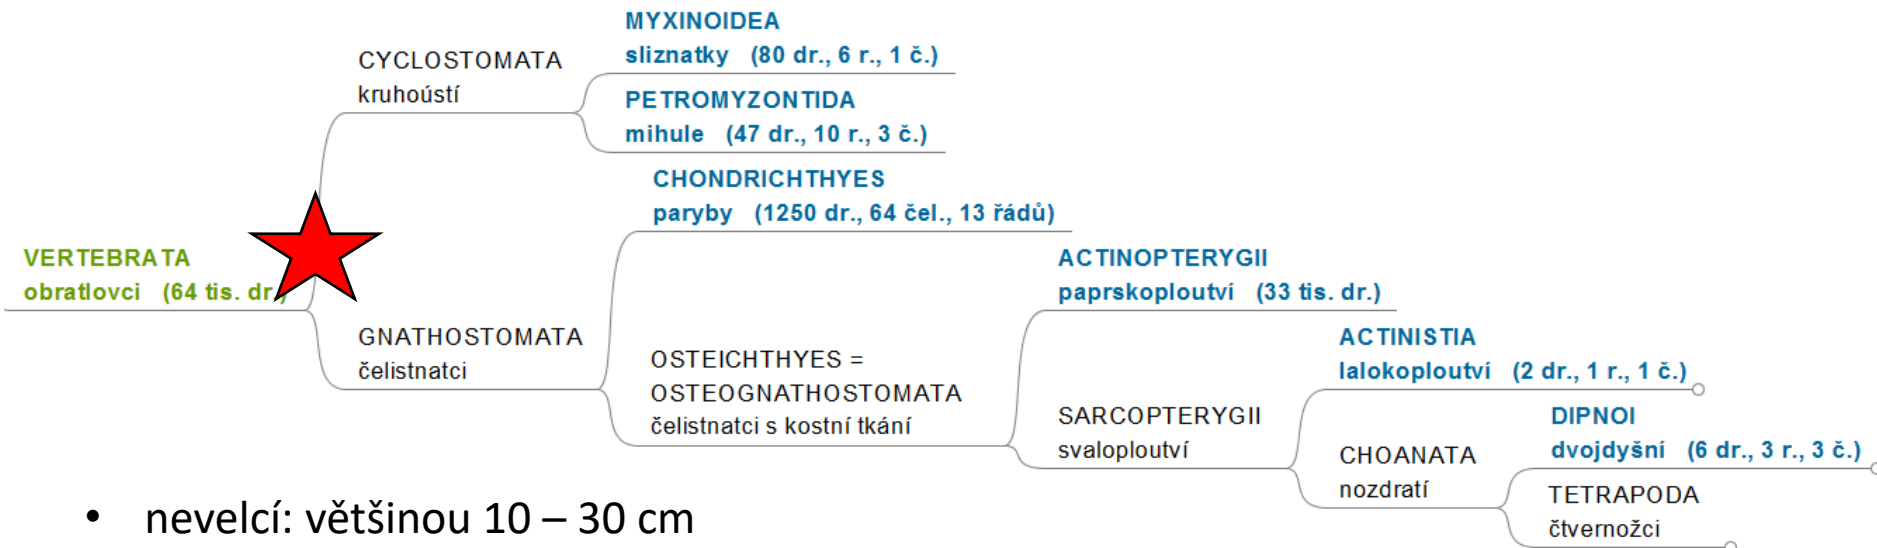 MYXINOIDEA
sliznatky (80 dr., 6 r., 1 č.)
CYCLOSTOMATA
kruhoústí
PETROMYZONTIDA
mihule (47 dr., 10 r., 3 č.)
CHONDRICHTHYES
paryby (1250 dr., 64 čel., 13 řádů)
VERTEBRATA
obratlovci (64 tis. dr.)
ACTINOPTERYGII
paprskoploutví (33 tis. dr.)
GNATHOSTOMATA
čelistnatci
OSTEICHTHYES =
OSTEOGNATHOSTOMATA
čelistnatci s kostní tkání
ACTINISTIA
lalokoploutví (2 dr., 1 r., 1 č.)
SARCOPTERYGII
svaloploutví
DIPNOI
dvojdyšní (6 dr., 3 r., 3 č.)
CHOANATA
nozdratí
TETRAPODA
čtvernožci
• nevelcí: většinou 10 – 30 cm